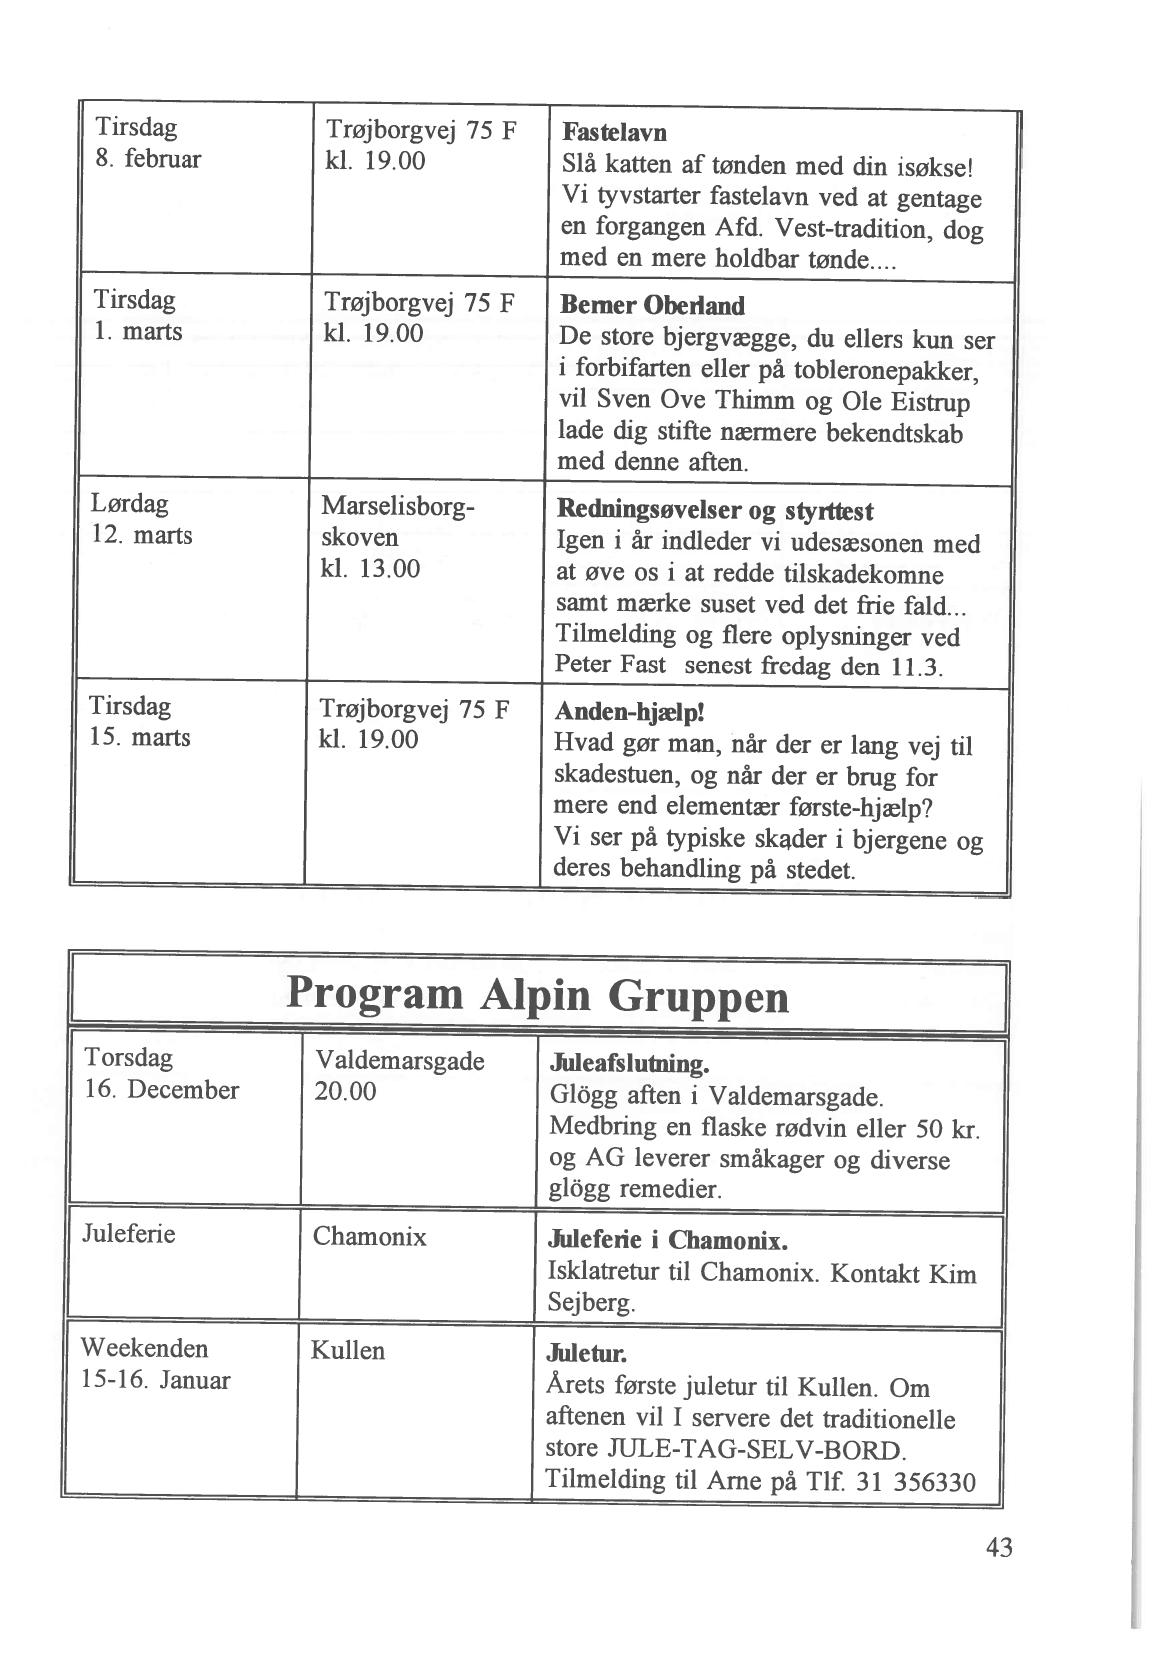 Tirsdag
8. februar
Trøjborgvej 75 F
kl. 19.00
Fastelavn
Slå katten af tønden med din isøkse!
Vi tyvstarter fastelavn ved at gentage
en forgangen Afd. Vest-tradition, dog
med en mere holdbar tønde....
Tirsdag
1. marts
Trøjborgvej 75 F
kl. 19.00
Berner Oberland
De store bjergvægge, du ellers kun ser
i forbifarten eller på tobleronepakker,
vil Sven Ove Thimm og Ole Eistrup
lade dig stifte nærmere bekendtskab
med denne aften.
Lørdag
12. marts
Marselisborg-
skoven
kl. 13.00
Redningsøvelser og styrttest
Igen i år indleder vi udesæsonen med
at øve os i at redde tilskadekomne
samt mærke suset ved det frie fald...
Tilmelding og flere oplysninger ved
Peter Fast senest fredag den 11.3.
Tirsdag
15. marts
Trøjborgvej 75 F
kl. 19.00
Anden-hjælp!
Hvad gør man, når der er lang vej til
skadestuen, og når der er brug for
mere end elementær første-hjælp?
Vi ser på typiske skader i bjergene og
deres behandling på stedet.
Program Alpin Gruppen
Torsdag
16. December
Valdemarsgade
20.00
Juleafslutning.
Glögg aften i Valdemarsgade.
Medbring en flaske rødvin eller 50 kr.
og AG leverer småkager og diverse
glögg remedier.
Juleferie
Chamonix
Juleferie i Chamonix.
Isklatretur til Chamonix. Kontakt Kim
Sejberg.
Weekenden
15-16. Januar
Kullen
Juletur.
Årets første juletur til Kullen. Om
aftenen vil I servere det traditionelle
store JULE-TAG-SELV-BORD.
Tilmelding til Arne på Tlf. 31 356330
43